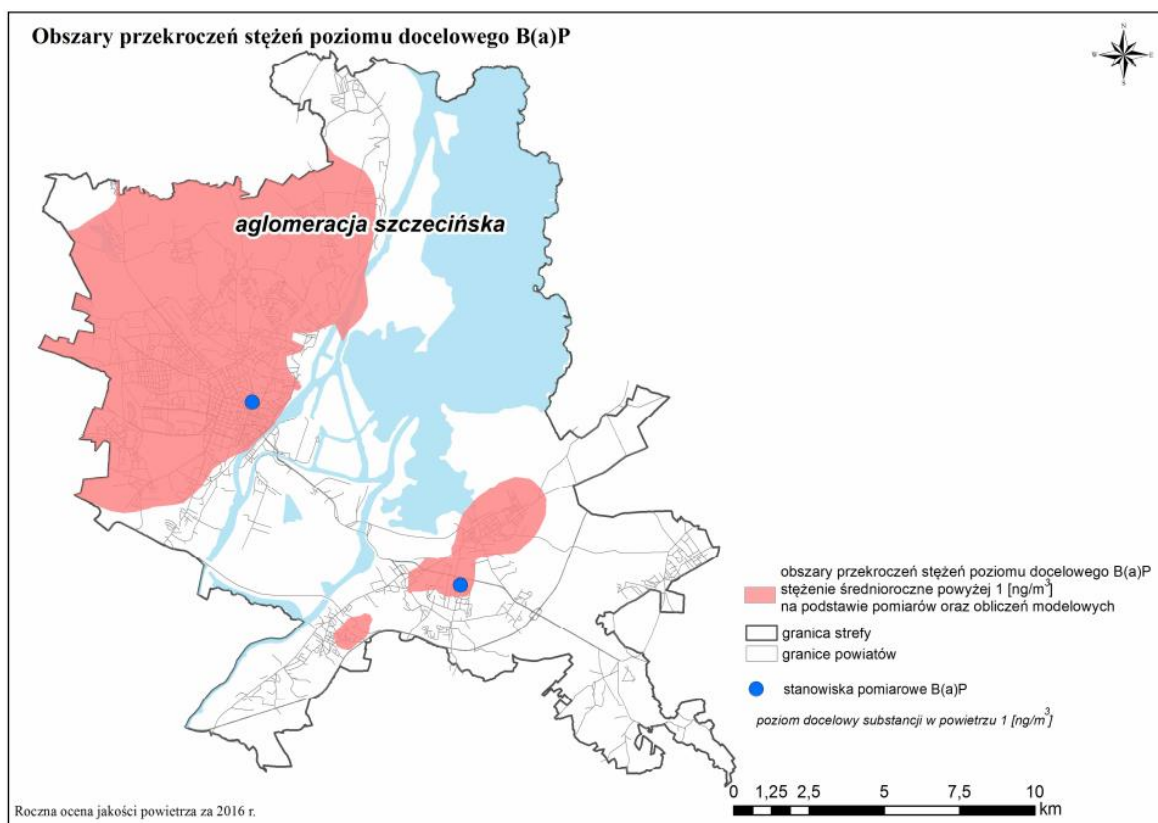 Obszary przekroczeń stężeń poziomu docelowego B(a)P
N
W
E
S
aglomeracja szczecińska
obszary przekroczeń stężeń poziomu docelowego B(a)P
stężenie średnioroczne powyżej 1 [ng/m³]
na podstawie pomiarów oraz obliczeń modelowych
granica strefy
granice powiatów
stanowiska pomiarowe B(a)P
poziom docelowy substancji w powietrzu 1 [ng/m³]
0 1,25 2,5 5 7,5 10
km
Roczna ocena jakości powietrza za 2016 r.